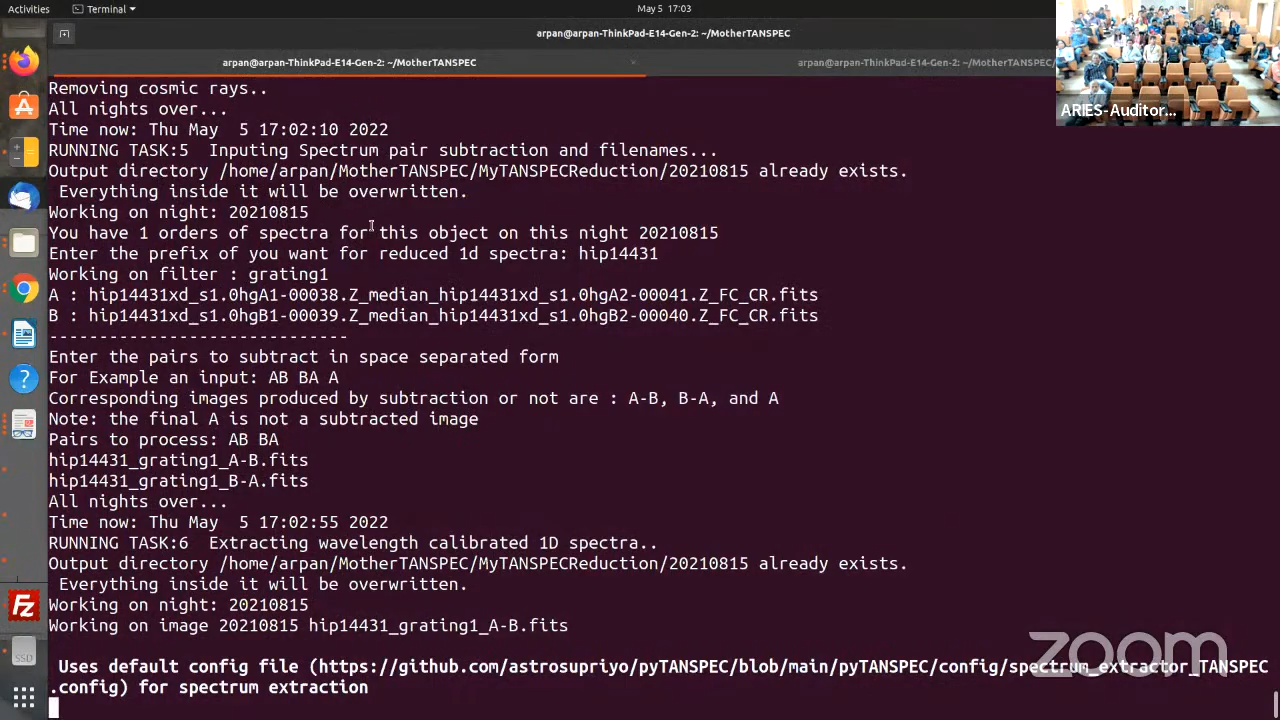 Activities
Terminal
May 5 17:03
arpan@arpan-ThinkPad-E14-Gen-2: ~/MotherTANSPEC
arpan@arpan-ThinkPad-E14-Gen-2: ~/MotherTANSPEC
arpan@arpan-ThinkPad-E14-Gen-2: ~/MotherTANSPEC/
ARIES-Auditor...
Removing cosmic rays..
All nights over...
Time now: Thu May  5 17:02:10 2022
RUNNING TASK:5  Inputing Spectrum pair subtraction and filenames...
Output directory /home/arpan/MotherTANSPEC/MyTANSPECReduction/20210815 already exists.
 Everything inside it will be overwritten.
Working on night: 20210815
You have 1 orders of spectra for this object on this night 20210815
Enter the prefix of you want for reduced 1d spectra: hip14431
Working on filter : grating1
A : hip14431xd_s1.0hgA1-00038.Z_median_hip14431xd_s1.0hgA2-00041.Z_FC_CR.fits
B : hip14431xd_s1.0hgB1-00039.Z_median_hip14431xd_s1.0hgB2-00040.Z_FC_CR.fits
------------------------------
Enter the pairs to subtract in space separated form
For Example an input: AB BA A
Corresponding images produced by subtraction or not are : A-B, B-A, and A
Note: the final A is not a subtracted image
Pairs to process: AB BA
hip14431_grating1_A-B.fits
hip14431_grating1_B-A.fits
All nights over...
Time now: Thu May  5 17:02:55 2022
RUNNING TASK:6  Extracting wavelength calibrated 1D spectra..
Output directory /home/arpan/MotherTANSPEC/MyTANSPECReduction/20210815 already exists.
 Everything inside it will be overwritten.
Working on night: 20210815
Working on image 20210815 hip14431_grating1_A-B.fits
 Uses default config file (https://github.com/astrosupriyo/pyTANSPEC/blob/main/pyTANSPEC/config/spectrum_extractor_TANSPEC
.config) for spectrum extraction
Fz
SSD
zoom